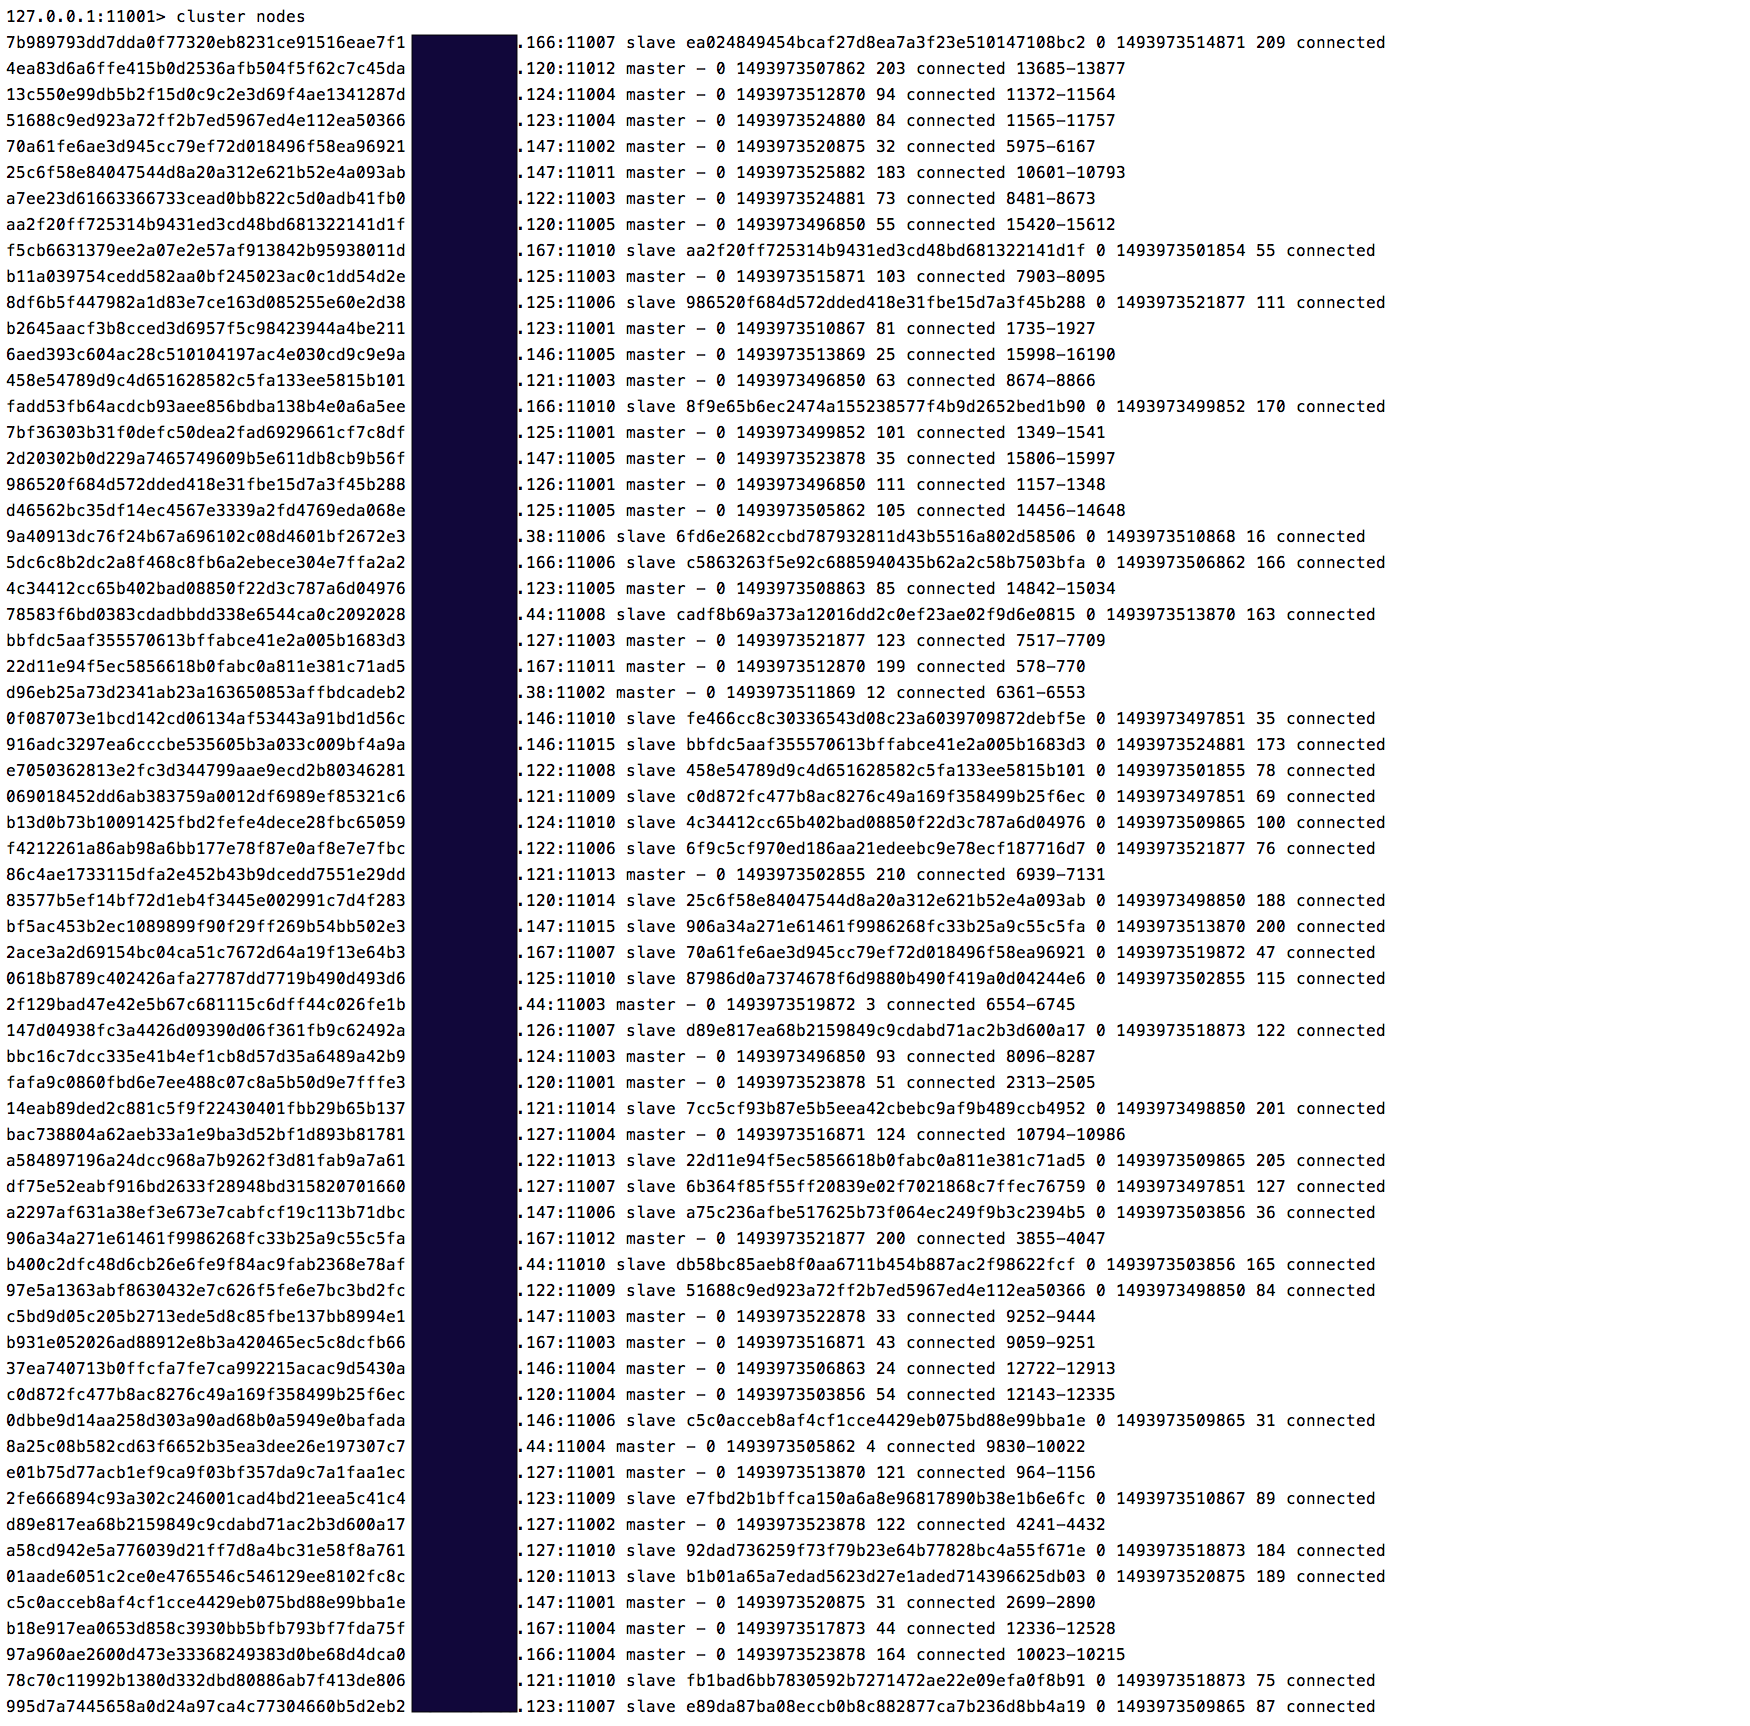 127.0.0.1:11001> cluster nodes
7b989793dd7dda0f77320eb8231ce91516eae7f1 .166:11007 slave ea024849454bcaf27d8ea7a3f23e510147108bc2 0 1493973514871 209 connected
4ea83d6a6ffe415b0d2536afb504f5f62c7c45da .120:11012 master - 0 1493973507862 203 connected 13685-13877
13c550e99db5b2f15d0c9c2e3d69f4ae1341287d .124:11004 master - 0 1493973512870 94 connected 11372-11564
51688c9ed923a72ff2b7ed5967ed4e112ea50366 .123:11004 master - 0 1493973524880 84 connected 11565-11757
70a61fe6ae3d945cc79ef72d018496f58ea96921 .147:11002 master - 0 1493973520875 32 connected 5975-6167
25c6f58e84047544d8a20a312e621b52e4a093ab .147:11011 master - 0 1493973525882 183 connected 10601-10793
a7ee23d61663366733cead0bb822c5d0adb41fb0 .122:11003 master - 0 1493973524881 73 connected 8481-8673
aa2f20ff725314b9431ed3cd48bd681322141d1f .120:11005 master - 0 1493973496850 55 connected 15420-15612
f5cb6631379ee2a07e2e57af913842b95938011d .167:11010 slave aa2f20ff725314b9431ed3cd48bd681322141d1f 0 1493973501854 55 connected
b11a039754cedd582aa0bf245023ac0c1dd54d2e .125:11003 master - 0 1493973515871 103 connected 7903-8095
8df6b5f447982a1d83e7ce163d085255e60e2d38 .125:11006 slave 986520f684d572dded418e31fbe15d7a3f45b288 0 1493973521877 111 connected
b2645aacf3b8cced3d6957f5c98423944a4be211 .123:11001 master - 0 1493973510867 81 connected 1735-1927
6aed393c604ac28c510104197ac4e030cd9c9e9a .146:11005 master - 0 1493973513869 25 connected 15998-16190
458e54789d9c4d651628582c5fa133ee5815b101 .121:11003 master - 0 1493973496850 63 connected 8674-8866
fadd53fb64acdcb93aee856bdba138b4e0a6a5ee .166:11010 slave 8f9e65b6ec2474a155238577f4b9d2652bed1b90 0 1493973499852 170 connected
7bf36303b31f0defc50dea2fad6929661cf7c8df .125:11001 master - 0 1493973499852 101 connected 1349-1541
2d20302b0d229a7465749609b5e611db8cb9b56f .147:11005 master - 0 1493973523878 35 connected 15806-15997
986520f684d572dded418e31fbe15d7a3f45b288 .126:11001 master - 0 1493973496850 111 connected 1157-1348
d46562bc35df14ec4567e3339a2fd4769eda068e .125:11005 master - 0 1493973505862 105 connected 14456-14648
9a40913dc76f24b67a696102c08d4601bf2672e3 .38:11006 slave 6fd6e2682ccbd787932811d43b5516a802d58506 0 1493973510868 16 connected
5dc6c8b2dc2a8f468c8fb6a2ebece304e7ffa2a2 .166:11006 slave c5863263f5e92c6885940435b62a2c58b7503bfa 0 1493973506862 166 connected
4c34412cc65b402bad08850f22d3c787a6d04976 .123:11005 master - 0 1493973508863 85 connected 14842-15034
78583f6bd0383cdadbbdd338e6544ca0c2092028 .44:11008 slave cadf8b69a373a12016dd2c0ef23ae02f9d6e0815 0 1493973513870 163 connected
bbfdc5aaf355570613bffabce41e2a005b1683d3 .127:11003 master - 0 1493973521877 123 connected 7517-7709
22d11e94f5ec5856618b0fabc0a811e381c71ad5 .167:11011 master - 0 1493973512870 199 connected 578-770
d96eb25a73d2341ab23a163650853affbdcadeb2 .38:11002 master - 0 1493973511869 12 connected 6361-6553
0f087073e1bcd142cd06134af53443a91bd1d56c .146:11010 slave fe466cc8c30336543d08c23a6039709872debf5e 0 1493973497851 35 connected
916adc3297ea6cccbe535605b3a033c009bf4a9a .146:11015 slave bbfdc5aaf355570613bffabce41e2a005b1683d3 0 1493973524881 173 connected
e7050362813e2fc3d344799aae9ecd2b80346281 .122:11008 slave 458e54789d9c4d651628582c5fa133ee5815b101 0 1493973501855 78 connected
069018452dd6ab383759a0012df6989ef85321c6 .121:11009 slave c0d872fc477b8ac8276c49a169f358499b25f6ec 0 1493973497851 69 connected
b13d0b73b10091425fbd2fefe4dece28fbc65059 .124:11010 slave 4c34412cc65b402bad08850f22d3c787a6d04976 0 1493973509865 100 connected
f4212261a86ab98a6bb177e78f87e0af8e7e7fbc .122:11006 slave 6f9c5cf970ed186aa21edeebc9e78ecf187716d7 0 1493973521877 76 connected
86c4ae1733115dfa2e452b43b9dcedd7551e29dd .121:11013 master - 0 1493973502855 210 connected 6939-7131
83577b5ef14bf72d1eb4f3445e002991c7d4f283 .120:11014 slave 25c6f58e84047544d8a20a312e621b52e4a093ab 0 1493973498850 188 connected
bf5ac453b2ec1089899f90f29ff269b54bb502e3 .147:11015 slave 906a34a271e61461f9986268fc33b25a9c55c5fa 0 1493973513870 200 connected
2ace3a2d69154bc04ca51c7672d64a19f13e64b3 .167:11007 slave 70a61fe6ae3d945cc79ef72d018496f58ea96921 0 1493973519872 47 connected
0618b8789c402426afa27787dd7719b490d493d6 .125:11010 slave 87986d0a7374678f6d9880b490f419a0d04244e6 0 1493973502855 115 connected
2f129bad47e42e5b67c681115c6dff44c026fe1b .44:11003 master - 0 1493973519872 3 connected 6554-6745
147d04938fc3a4426d09390d06f361fb9c62492a .126:11007 slave d89e817ea68b2159849c9cdabd71ac2b3d600a17 0 1493973518873 122 connected
bbc16c7dcc335e41b4ef1cb8d57d35a6489a42b9 .124:11003 master - 0 1493973496850 93 connected 8096-8287
fafa9c0860fbd6e7ee488c07c8a5b50d9e7fffe3 .120:11001 master - 0 1493973523878 51 connected 2313-2505
14eab89ded2c881c5f9f22430401fbb29b65b137 .121:11014 slave 7cc5cf93b87e5b5eea42cbebc9af9b489ccb4952 0 1493973498850 201 connected
bac738804a62aeb33a1e9ba3d52bf1d893b81781 .127:11004 master - 0 1493973516871 124 connected 10794-10986
a584897196a24dcc968a7b9262f3d81fab9a7a61 .122:11013 slave 22d11e94f5ec5856618b0fabc0a811e381c71ad5 0 1493973509865 205 connected
df75e52eabf916bd2633f28948bd315820701660 .127:11007 slave 6b364f85f55ff20839e02f7021868c7ffec76759 0 1493973497851 127 connected
a2297af631a38ef3e673e7cabfcf19c113b71dbc .147:11006 slave a75c236afbe517625b73f064ec249f9b3c2394b5 0 1493973503856 36 connected
906a34a271e61461f9986268fc33b25a9c55c5fa .167:11012 master - 0 1493973521877 200 connected 3855-4047
b400c2dfc48d6cb26e6fe9f84ac9fab2368e78af .44:11010 slave db58bc85aeb8f0aa6711b454b887ac2f98622fcf 0 1493973503856 165 connected
97e5a1363abf8630432e7c626f5fe6e7bc3bd2fc .122:11009 slave 51688c9ed923a72ff2b7ed5967ed4e112ea50366 0 1493973498850 84 connected
c5bd9d05c205b2713ede5d8c85fbe137bb8994e1 .147:11003 master - 0 1493973522878 33 connected 9252-9444
b931e052026ad88912e8b3a420465ec5c8dcfb66 .167:11003 master - 0 1493973516871 43 connected 9059-9251
37ea740713b0ffcfa7fe7ca992215acac9d5430a .146:11004 master - 0 1493973506863 24 connected 12722-12913
c0d872fc477b8ac8276c49a169f358499b25f6ec .120:11004 master - 0 1493973503856 54 connected 12143-12335
0dbbe9d14aa258d303a90ad68b0a5949e0bafada .146:11006 slave c5c0acceb8af4cf1cce4429eb075bd88e99bba1e 0 1493973509865 31 connected
8a25c08b582cd63f6652b35ea3dee26e197307c7 .44:11004 master - 0 1493973505862 4 connected 9830-10022
e01b75d77acb1ef9ca9f03bf357da9c7a1faa1ec .127:11001 master - 0 1493973513870 121 connected 964-1156
2fe666894c93a302c246001cad4bd21eea5c41c4 .123:11009 slave e7fbd2b1bffca150a6a8e96817890b38e1b6e6fc 0 1493973510867 89 connected
d89e817ea68b2159849c9cdabd71ac2b3d600a17 .127:11002 master - 0 1493973523878 122 connected 4241-4432
a58cd942e5a776039d21ff7d8a4bc31e58f8a761 .127:11010 slave 92dad736259f73f79b23e64b77828bc4a55f671e 0 1493973518873 184 connected
01aade6051c2ce0e4765546c546129ee8102fc8c .120:11013 slave b1b01a65a7edad5623d27e1aded714396625db03 0 1493973520875 189 connected
c5c0acceb8af4cf1cce4429eb075bd88e99bba1e .147:11001 master - 0 1493973520875 31 connected 2699-2890
b18e917ea0653d858c3930bb5bfb793bf7fda75f .167:11004 master - 0 1493973517873 44 connected 12336-12528
97a960ae2600d473e33368249383d0be68d4dca0 .166:11004 master - 0 1493973523878 164 connected 10023-10215
78c70c11992b1380d332dbd80886ab7f413de806 .121:11010 slave fb1bad6bb7830592b7271472ae22e09efa0f8b91 0 1493973518873 75 connected
995d7a7445658a0d24a97ca4c77304660b5d2eb2 .123:11007 slave e89da87ba08eccb0b8c882877ca7b236d8bb4a19 0 1493973509865 87 connected